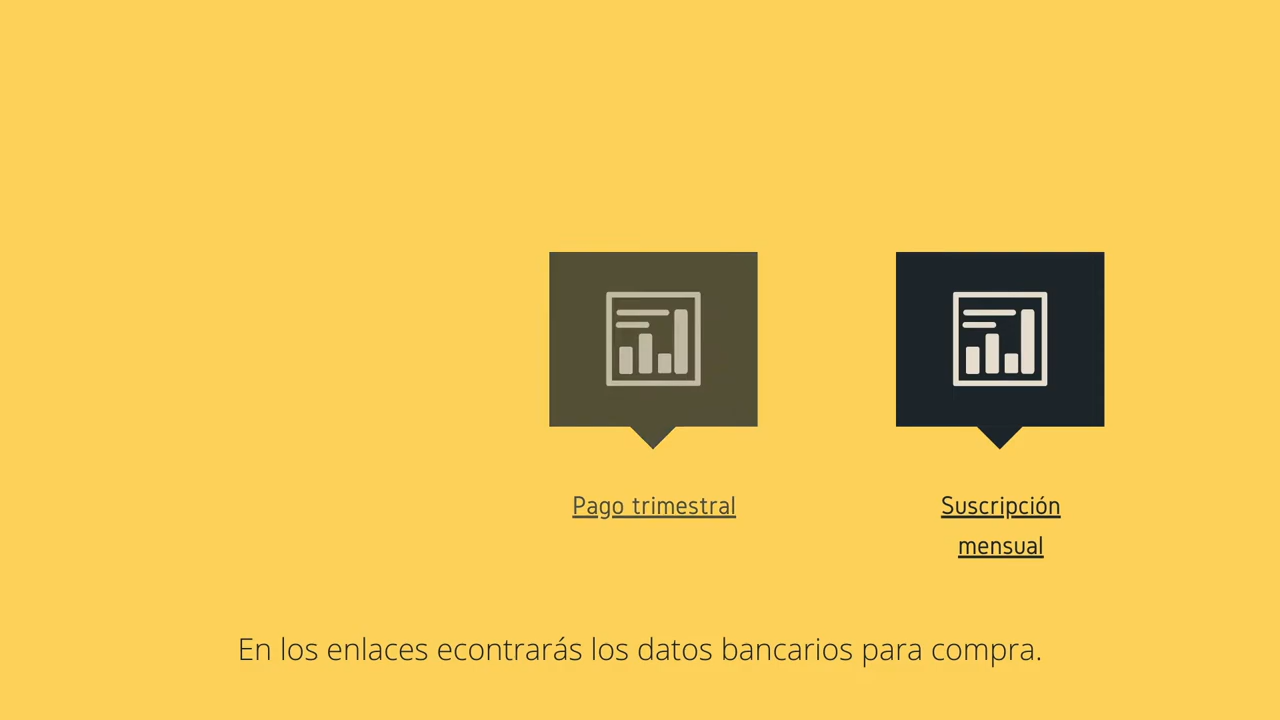 Pago trimestral
Suscripción
mensual
En los enlaces econtrarás los datos bancarios para compra.